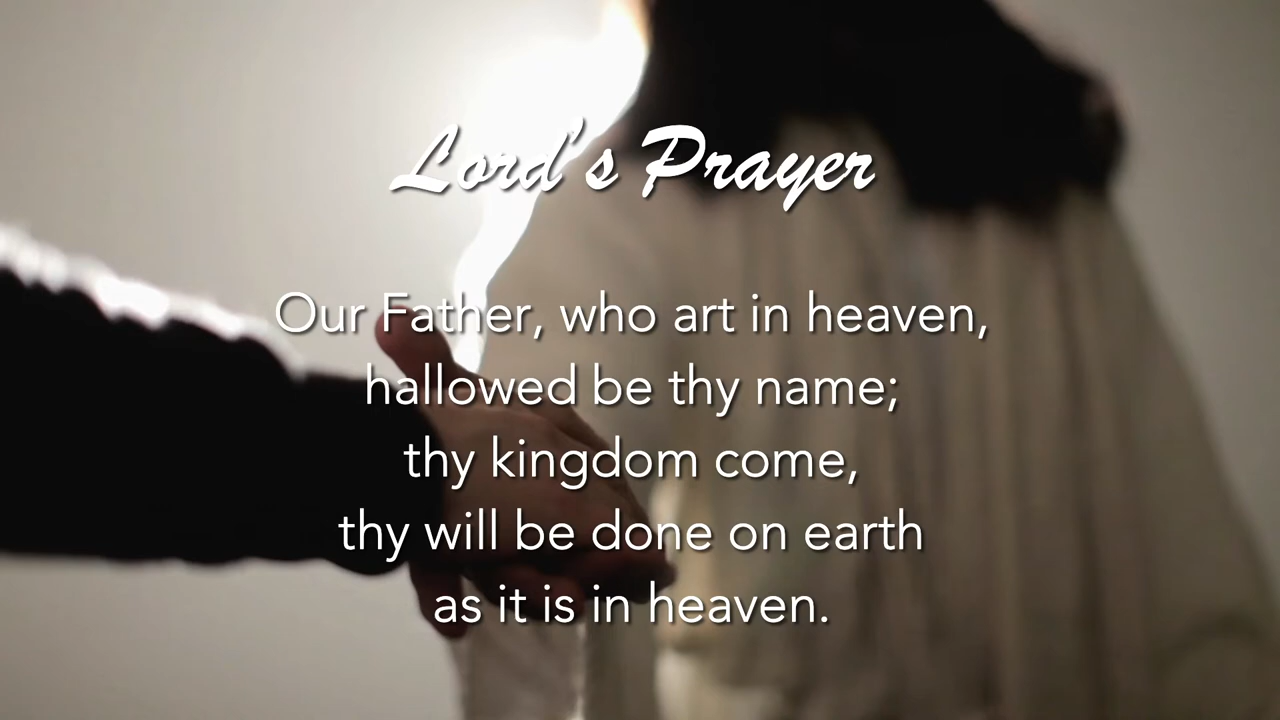 Lord's Prayer
Our Father, who art in heaven,
hallowed be thy name;
thy kingdom come,
thy will be done on earth
as it is in heaven.